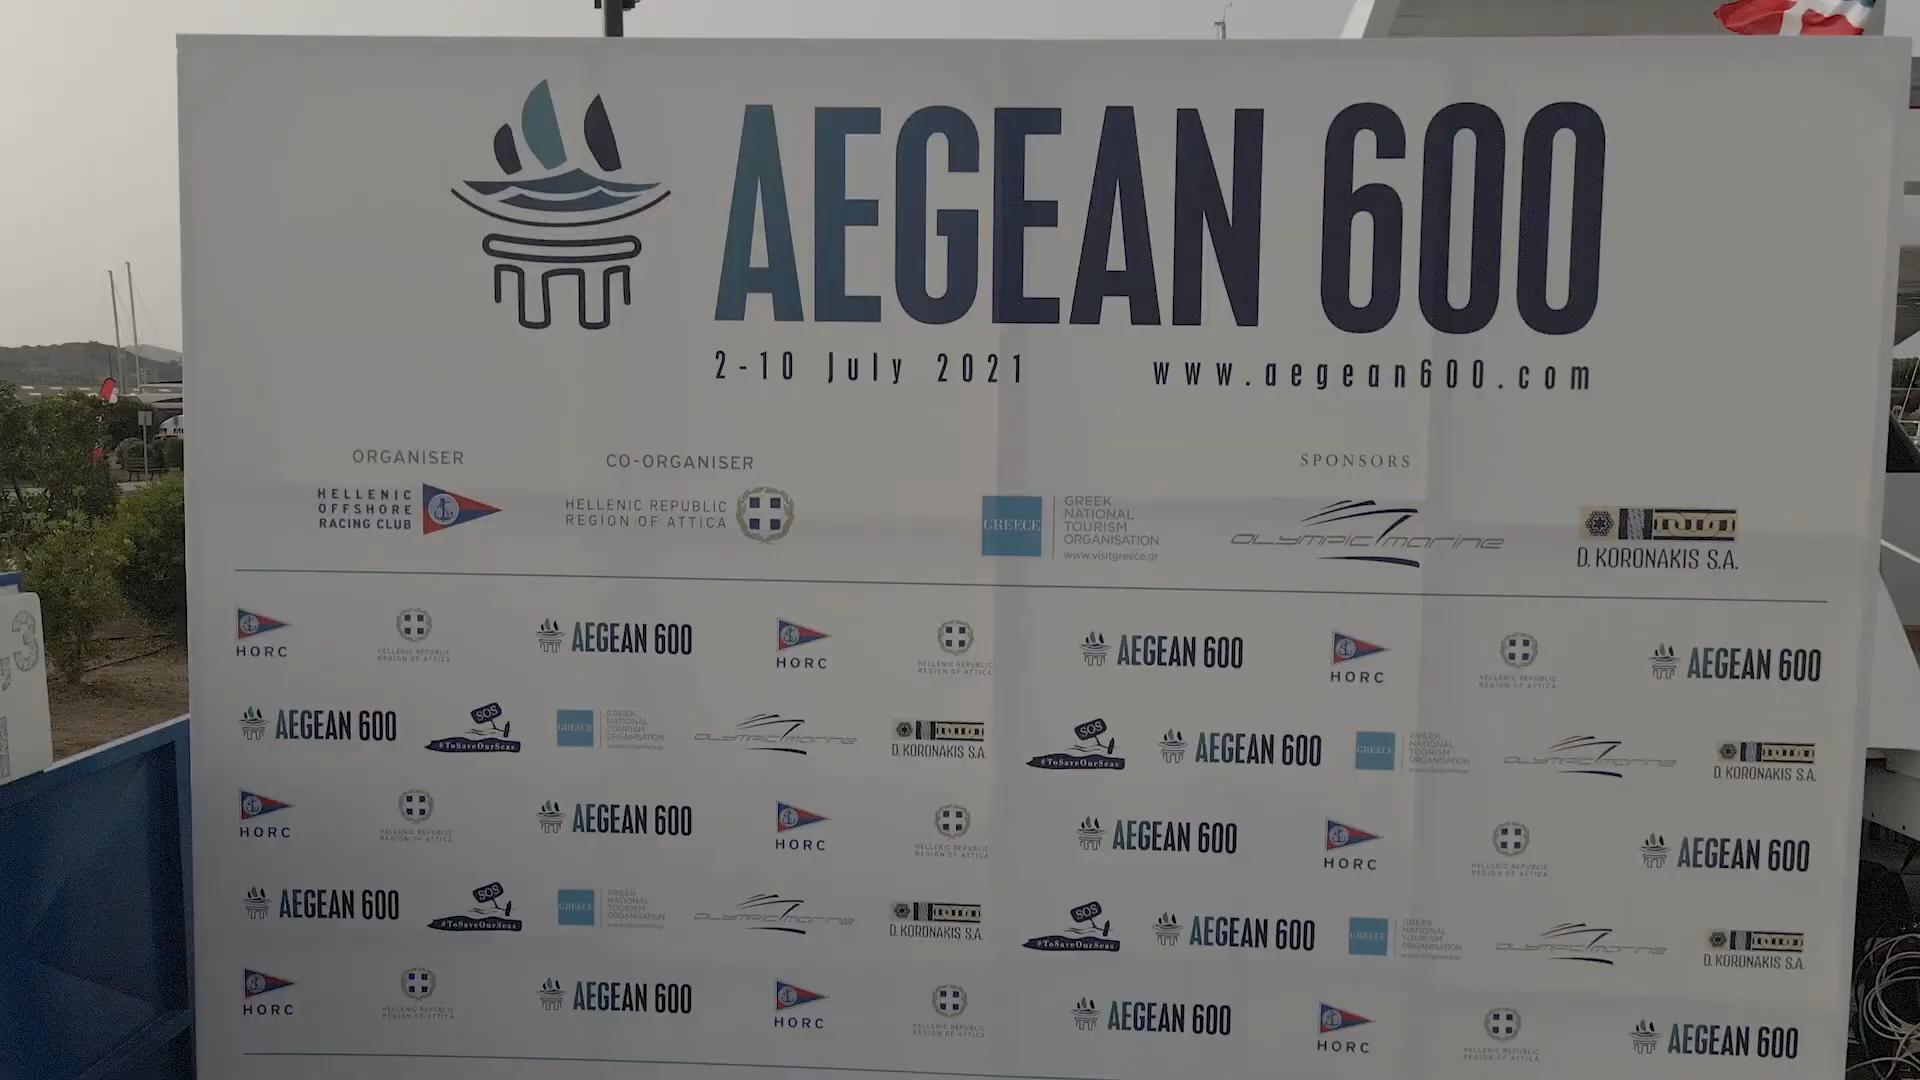 AEGEAN 600
2-10 July 2021 www.aegean600.com
ORGANISER CO-ORGANISER SPONSORS
HELLENIC
OFFSHORE
RACING CLUB
HELLENIC REPUBLIC
REGION OF ATTICA
GREECE
GREEK
NATIONAL
TOURISM
ORGANISATION
www.visitgreece.gr
OLYMPIC MARINE
D. KORONAKIS S.A.
HORC HELLENIC REPUBLIC REGION OF ATTICA AEGEAN 600 HORC HELLENIC REPUBLIC REGION OF ATTICA AEGEAN 600 HORC HELLENIC REPUBLIC REGION OF ATTICA AEGEAN 600
AEGEAN 600 SOS #ToSaveOurSeas GREECE GREEK NATIONAL TOURISM ORGANISATION www.visitgreece.gr OLYMPIC MARINE D. KORONAKIS S.A. SOS #ToSaveOurSeas AEGEAN 600 GREECE GREEK NATIONAL TOURISM ORGANISATION www.visitgreece.gr OLYMPIC MARINE D. KORONAKIS S.A.
HORC HELLENIC REPUBLIC REGION OF ATTICA AEGEAN 600 HORC HELLENIC REPUBLIC REGION OF ATTICA AEGEAN 600 HORC HELLENIC REPUBLIC REGION OF ATTICA AEGEAN 600
AEGEAN 600 SOS #ToSaveOurSeas GREECE GREEK NATIONAL TOURISM ORGANISATION www.visitgreece.gr OLYMPIC MARINE D. KORONAKIS S.A. SOS #ToSaveOurSeas AEGEAN 600 GREECE GREEK NATIONAL TOURISM ORGANISATION www.visitgreece.gr OLYMPIC MARINE D. KORONAKIS S.A.
HORC HELLENIC REPUBLIC REGION OF ATTICA AEGEAN 600 HORC HELLENIC REPUBLIC REGION OF ATTICA AEGEAN 600 HORC HELLENIC REPUBLIC REGION OF ATTICA AEGEAN 600